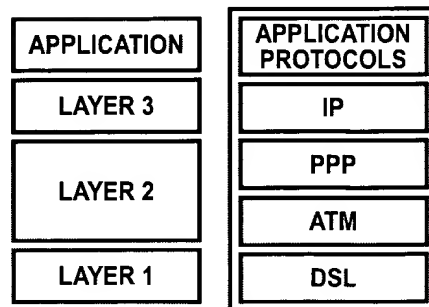 APPLICATION
LAYER 3
LAYER 2
LAYER 1
APPLICATION
PROTOCOLS
IP
PPP
ATM
DSL